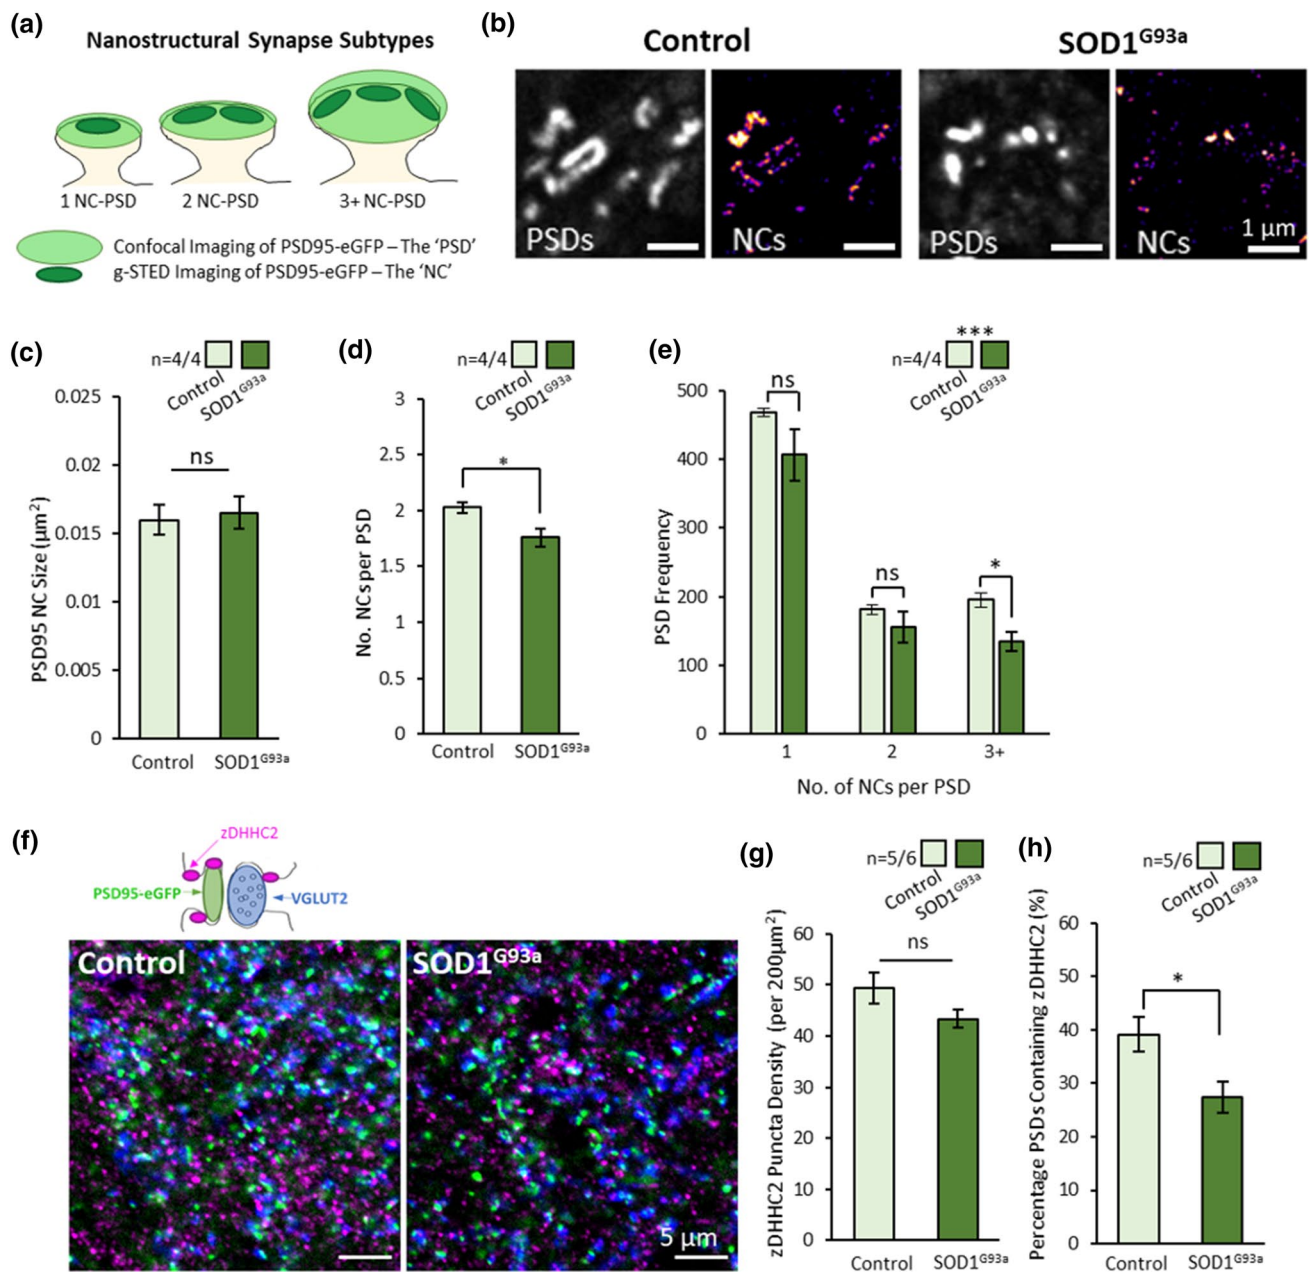 (a)
Nanostructural Synapse Subtypes
1 NC-PSD
2 NC-PSD
3+ NC-PSD
Confocal Imaging of PSD95-eGFP – The ‘PSD’
g-STED Imaging of PSD95-eGFP – The ‘NC’
(b)
Control
SOD1G93a
PSDs
NCs
PSDs
NCs
1 µm
(c)
n=4/4
Control
SOD1G93a
PSD95 NC Size (µm2)
0.025
0.02
0.015
0.01
0.005
0
ns
Control
SOD1G93a
(d)
n=4/4
Control
SOD1G93a
No. NCs per PSD
3
2.5
2
1.5
1
0.5
0
*
Control
SOD1G93a
(e)
***
n=4/4
Control
SOD1G93a
PSD Frequency
500
400
300
200
100
0
ns
ns
*
1
2
3+
No. of NCs per PSD
(f)
zDHHC2
PSD95-eGFP
VGLUT2
Control
SOD1G93a
5 µm
(g)
n=5/6
Control
SOD1G93a
zDHHC2 Puncta Density (per 200µm2)
60
50
40
30
20
10
0
ns
Control
SOD1G93a
(h)
n=5/6
Control
SOD1G93a
Percentage PSDs Containing zDHHC2 (%)
60
50
40
30
20
10
0
*
Control
SOD1G93a